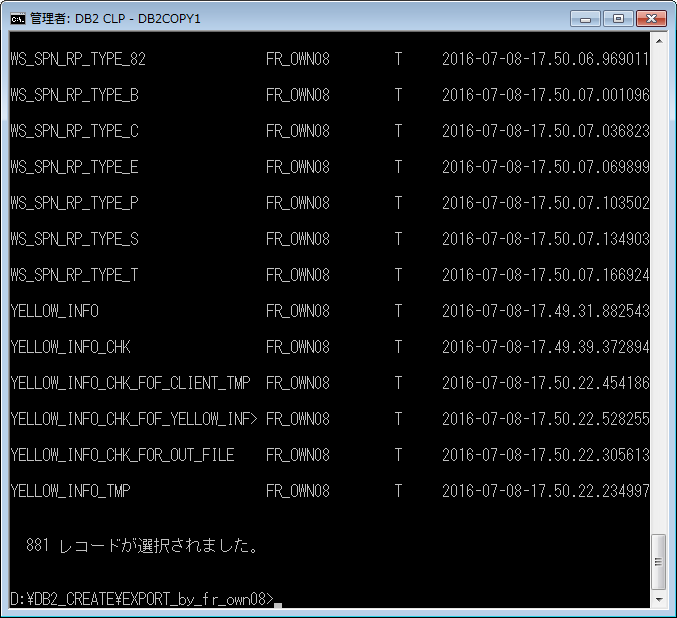 管理者: DB2 CLP - DB2COPY1
WS_SPN_RP_TYPE_82 FR_OWN08 T 2016-07-08-17.50.06.969011
WS_SPN_RP_TYPE_B FR_OWN08 T 2016-07-08-17.50.07.001096
WS_SPN_RP_TYPE_C FR_OWN08 T 2016-07-08-17.50.07.036823
WS_SPN_RP_TYPE_E FR_OWN08 T 2016-07-08-17.50.07.069899
WS_SPN_RP_TYPE_P FR_OWN08 T 2016-07-08-17.50.07.103502
WS_SPN_RP_TYPE_S FR_OWN08 T 2016-07-08-17.50.07.134903
WS_SPN_RP_TYPE_T FR_OWN08 T 2016-07-08-17.50.07.166924
YELLOW_INFO FR_OWN08 T 2016-07-08-17.49.31.882543
YELLOW_INFO_CHK FR_OWN08 T 2016-07-08-17.49.39.372894
YELLOW_INFO_CHK_FOF_CLIENT_TMP FR_OWN08 T 2016-07-08-17.50.22.454186
YELLOW_INFO_CHK_FOF_YELLOW_INF> FR_OWN08 T 2016-07-08-17.50.22.528255
YELLOW_INFO_CHK_FOR_OUT_FILE FR_OWN08 T 2016-07-08-17.50.22.305613
YELLOW_INFO_TMP FR_OWN08 T 2016-07-08-17.50.22.234997
881 レコードが選択されました。
D:¥DB2_CREATE¥EXPORT_by_fr_own08>_